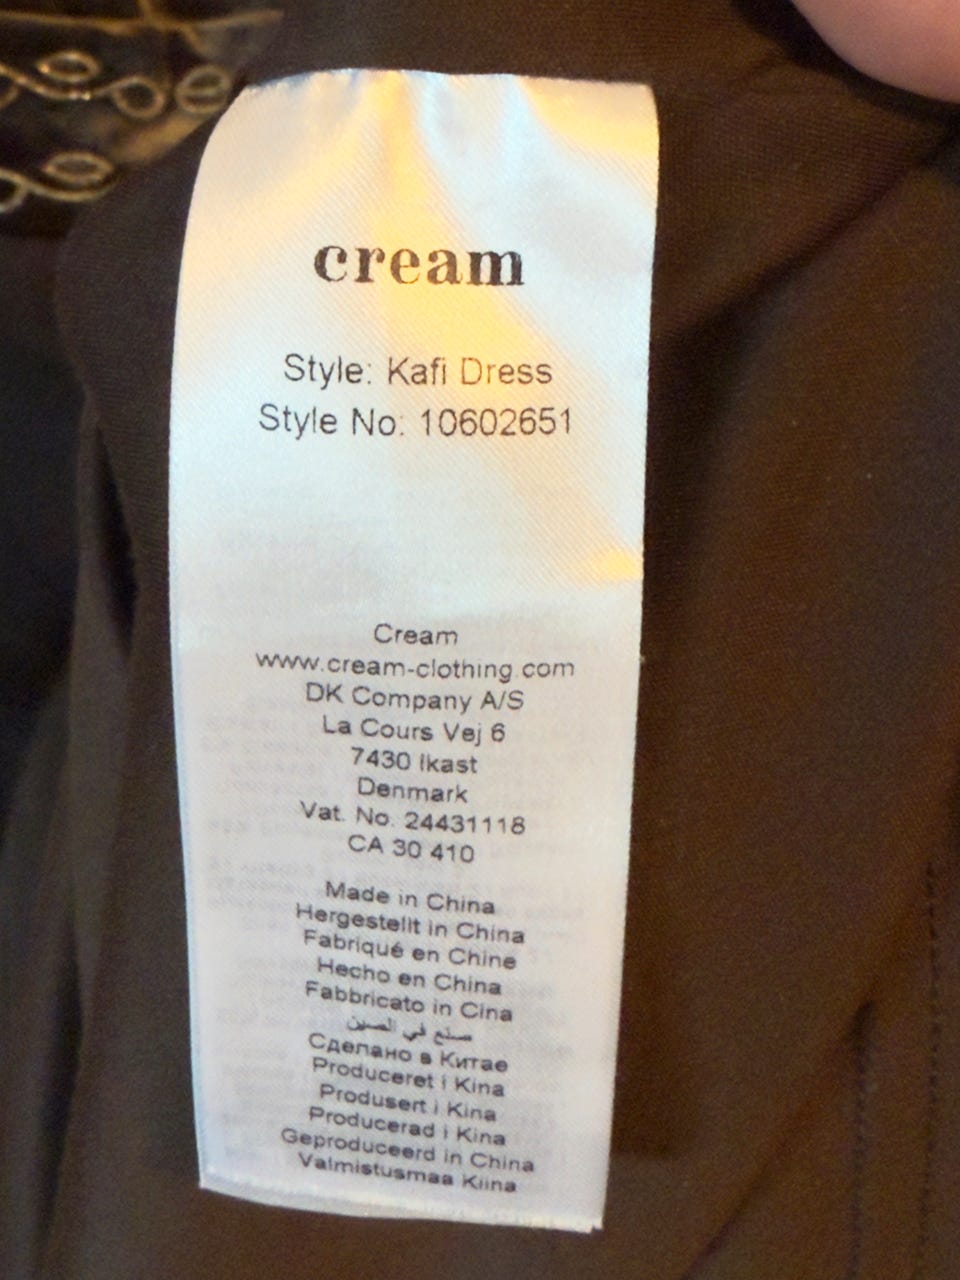 cream
Style: Kafi Dress
Style No: 10602651
Cream
www.cream-clothing.com
DK Company A/S
La Cours Vej 6
7430 Ikast
Denmark
Vat. No. 24431118
CA 30 410
Made in China
Hergestellt in China
Fabriqué en Chine
Hecho en China
Fabbricato in Cina
صنع في الصين
Сделано в Китае
Produceret i Kina
Produsert i Kina
Producerad i Kina
Geproduceerd in China
Valmistusmaa Kiina